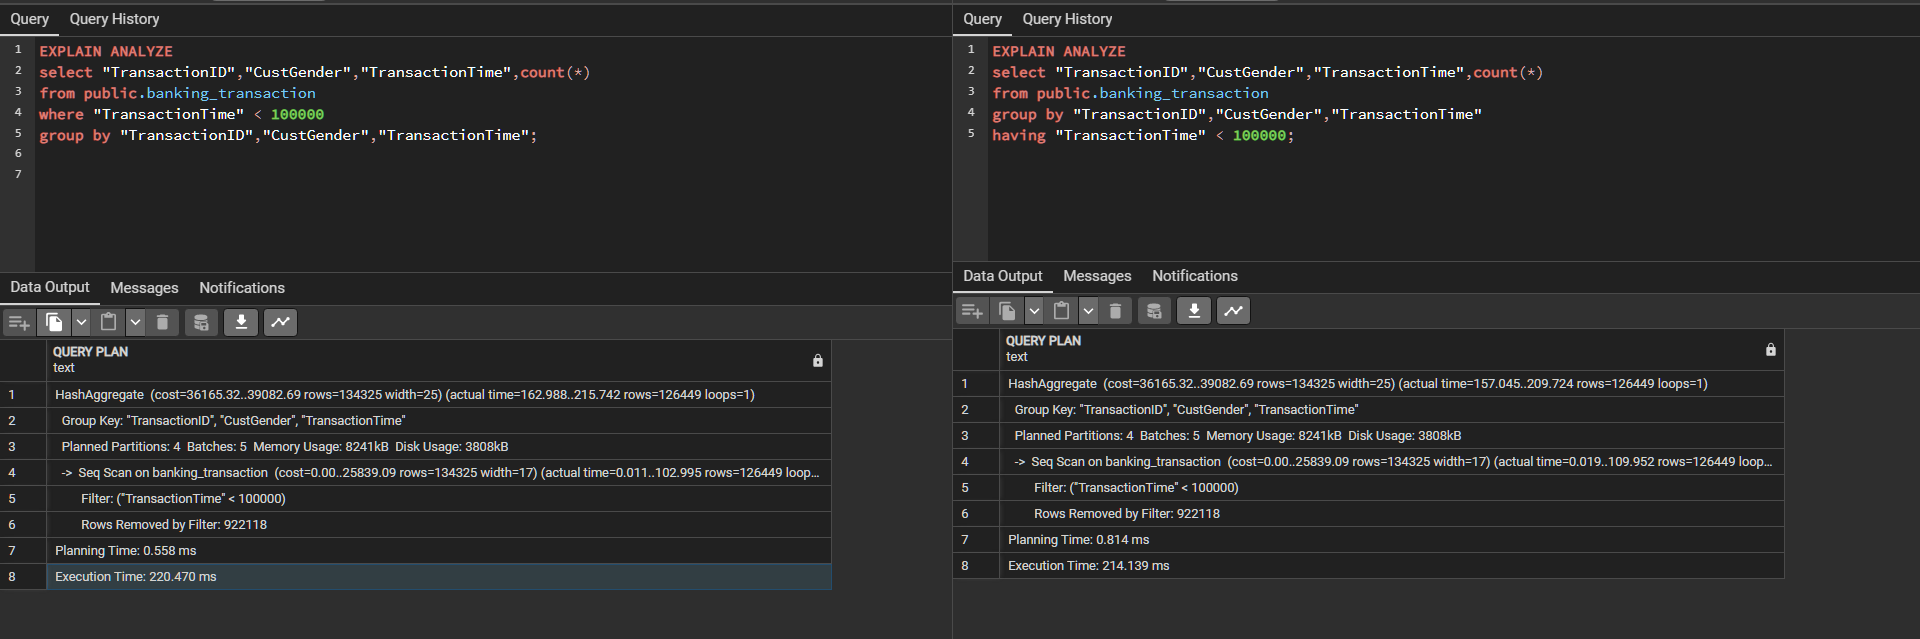 Query Query History
1 EXPLAIN ANALYZE
2 select "TransactionID","CustGender","TransactionTime",count(*)
3 from public.banking_transaction
4 where "TransactionTime" < 100000
5 group by "TransactionID","CustGender","TransactionTime";
6
7
Data Output Messages Notifications
QUERY PLAN
text
1 HashAggregate (cost=36165.32..39082.69 rows=134325 width=25) (actual time=162.988..215.742 rows=126449 loops=1)
2 Group Key: "TransactionID", "CustGender", "TransactionTime"
3 Planned Partitions: 4 Batches: 5 Memory Usage: 8241kB Disk Usage: 3808kB
4 -> Seq Scan on banking_transaction (cost=0.00..25839.09 rows=134325 width=17) (actual time=0.011..102.995 rows=126449 loop...
5 Filter: ("TransactionTime" < 100000)
6 Rows Removed by Filter: 922118
7 Planning Time: 0.558 ms
8 Execution Time: 220.470 ms
Query Query History
1 EXPLAIN ANALYZE
2 select "TransactionID","CustGender","TransactionTime",count(*)
3 from public.banking_transaction
4 group by "TransactionID","CustGender","TransactionTime"
5 having "TransactionTime" < 100000;
Data Output Messages Notifications
QUERY PLAN
text
1 HashAggregate (cost=36165.32..39082.69 rows=134325 width=25) (actual time=157.045..209.724 rows=126449 loops=1)
2 Group Key: "TransactionID", "CustGender", "TransactionTime"
3 Planned Partitions: 4 Batches: 5 Memory Usage: 8241kB Disk Usage: 3808kB
4 -> Seq Scan on banking_transaction (cost=0.00..25839.09 rows=134325 width=17) (actual time=0.019..109.952 rows=126449 loop...
5 Filter: ("TransactionTime" < 100000)
6 Rows Removed by Filter: 922118
7 Planning Time: 0.814 ms
8 Execution Time: 214.139 ms